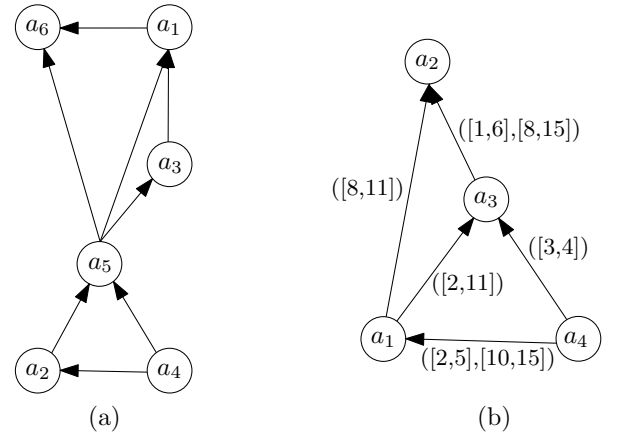 a6 a1
a3
a5
a2 a4
(a)
a2
([1,6],[8,15])
([8,11])
a3
([3,4])
([2,11])
a1 a4
([2,5],[10,15])
(b)